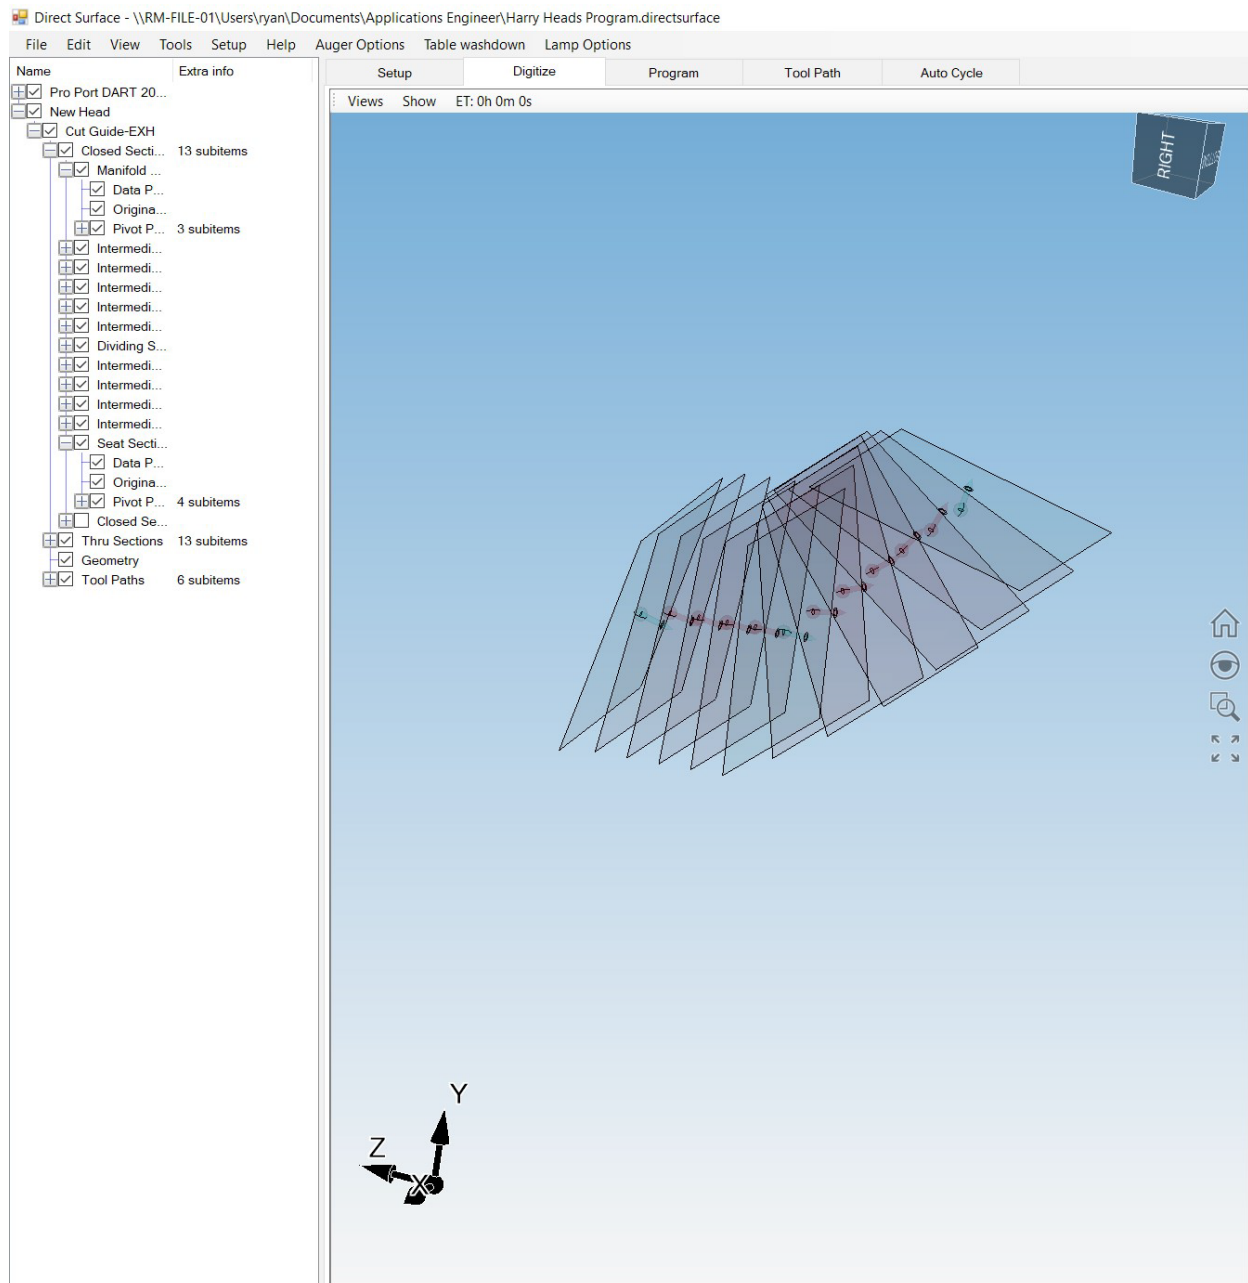 Direct Surface - \\RM-FILE-01\Users\ryan\Documents\Applications Engineer\Harry Heads Program.directsurface
File Edit View Tools Setup Help Auger Options Table washdown Lamp Options
Name Extra info
Setup Digitize Program Tool Path Auto Cycle
Views Show ET: 0h 0m 0s
Pro Port DART 20...
New Head
Cut Guide-EXH
Closed Secti... 13 subitems
Manifold ...
Data P...
Origina...
Pivot P... 3 subitems
Intermedi...
Intermedi...
Intermedi...
Intermedi...
Intermedi...
Dividing S...
Intermedi...
Intermedi...
Intermedi...
Intermedi...
Seat Secti...
Data P...
Origina...
Pivot P... 4 subitems
Closed Se...
Thru Sections 13 subitems
Geometry
Tool Paths 6 subitems
RIGHT
Y
Z
X